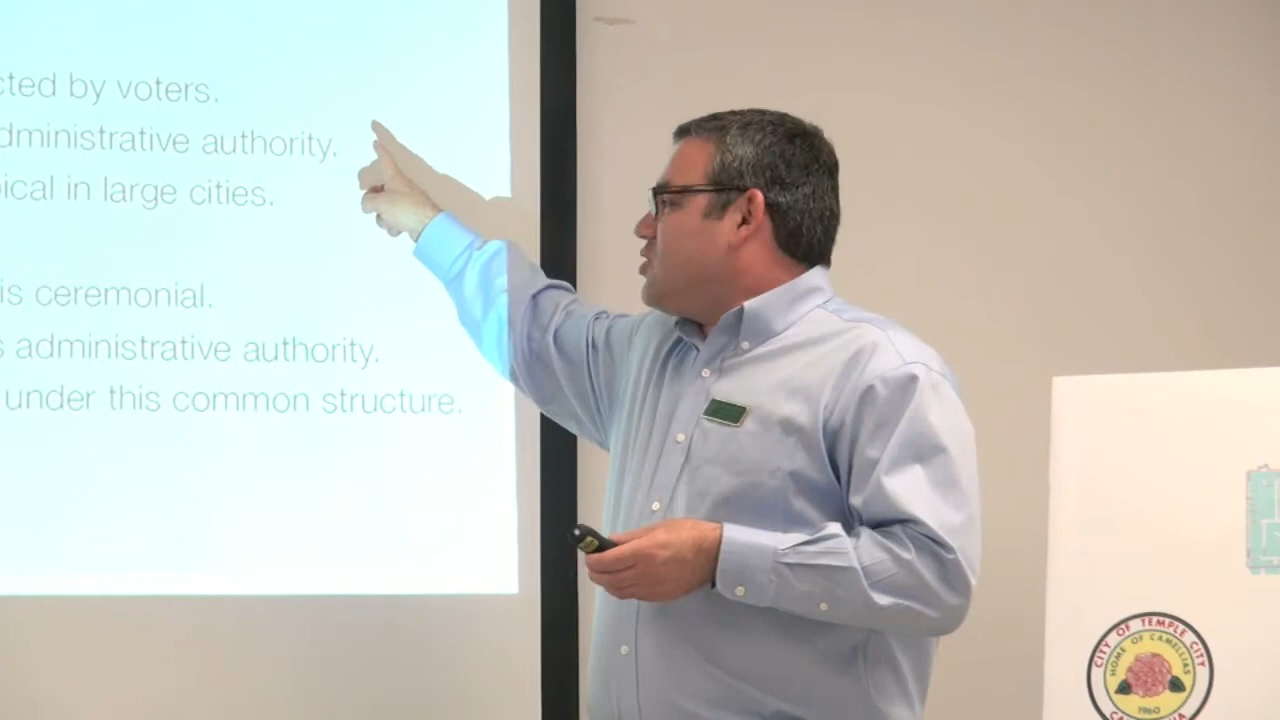 cted by voters.
dministrative authority.
ical in large cities.
is ceremonial.
s administrative authority.
under this common structure.
CITY OF TEMPLE CITY
HOME OF CAMELLIAS
1960